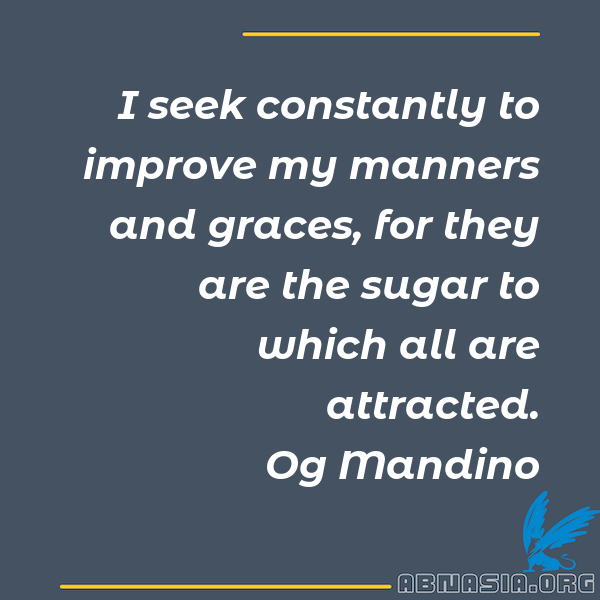 I seek constantly to
improve my manners
and graces, for they
are the sugar to
which all are
attracted.
Og Mandino
ABNASIA.ORG